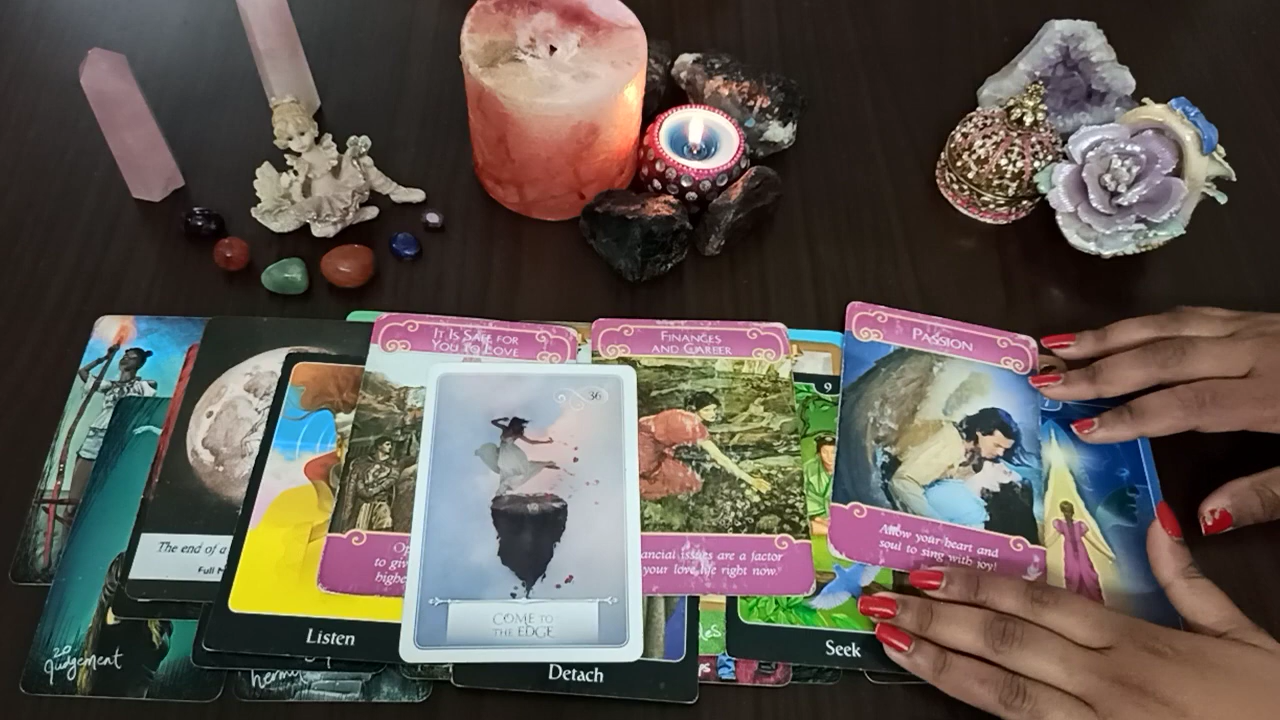 20
Judgement
The end of a
Full M
Listen
hermi
It Is Safe for
You to Love
Op
to giv
highe
36
Come to
the Edge
Detach
Finances
and Career
ancial issues are a factor
your love life right now.
9
Seek
Passion
Allow your heart and
soul to sing with joy!